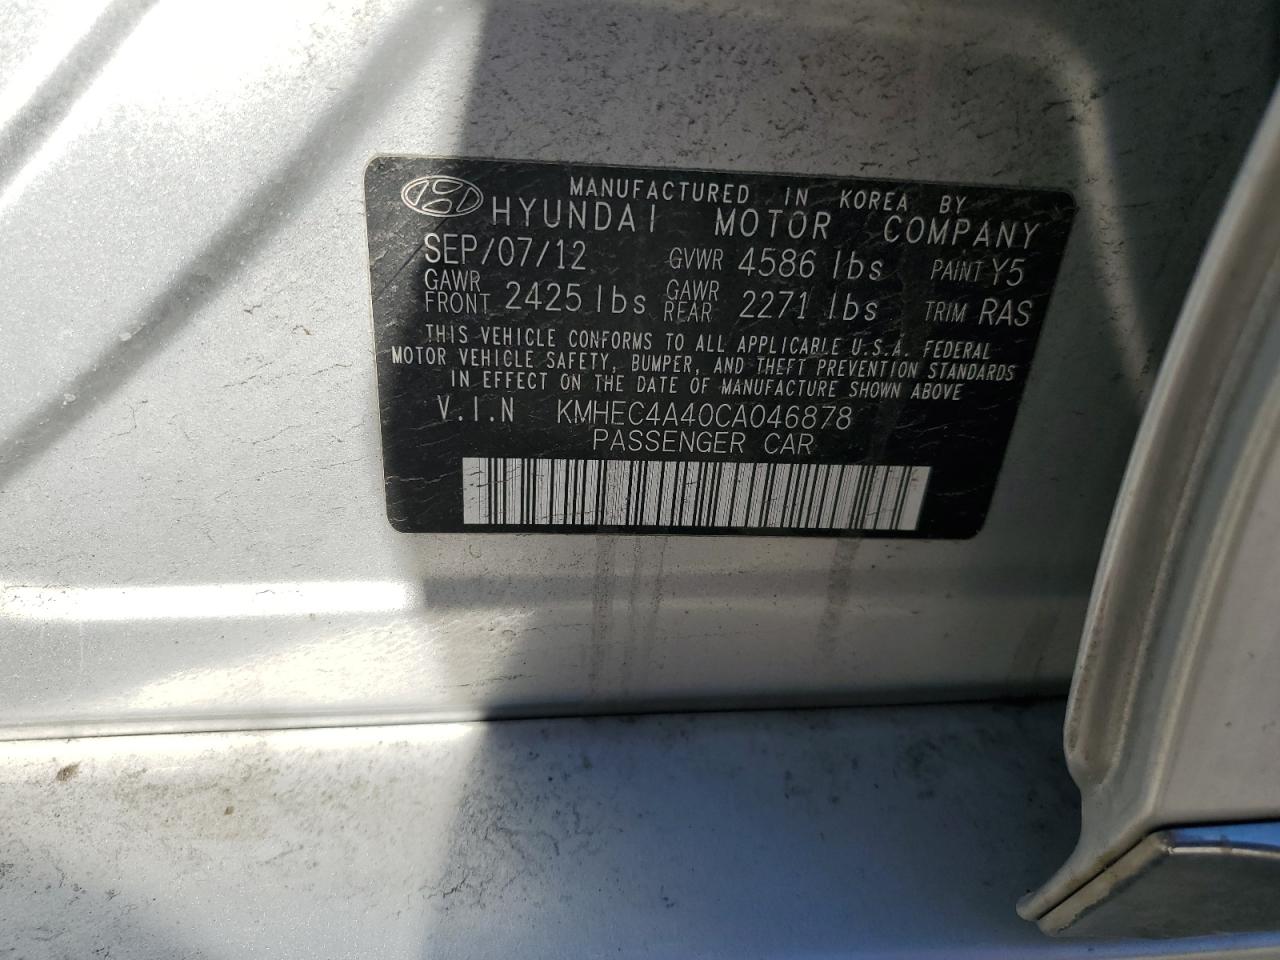 MANUFACTURED IN KOREA BY
HYUNDAI MOTOR COMPANY
SEP/07/12 GVWR 4586 lbs PAINT Y5
GAWR FRONT 2425 lbs GAWR REAR 2271 lbs TRIM RAS
THIS VEHICLE CONFORMS TO ALL APPLICABLE U.S.A. FEDERAL
MOTOR VEHICLE SAFETY, BUMPER, AND THEFT PREVENTION STANDARDS
IN EFFECT ON THE DATE OF MANUFACTURE SHOWN ABOVE
V.I.N KMHEC4A40CA046878
PASSENGER CAR